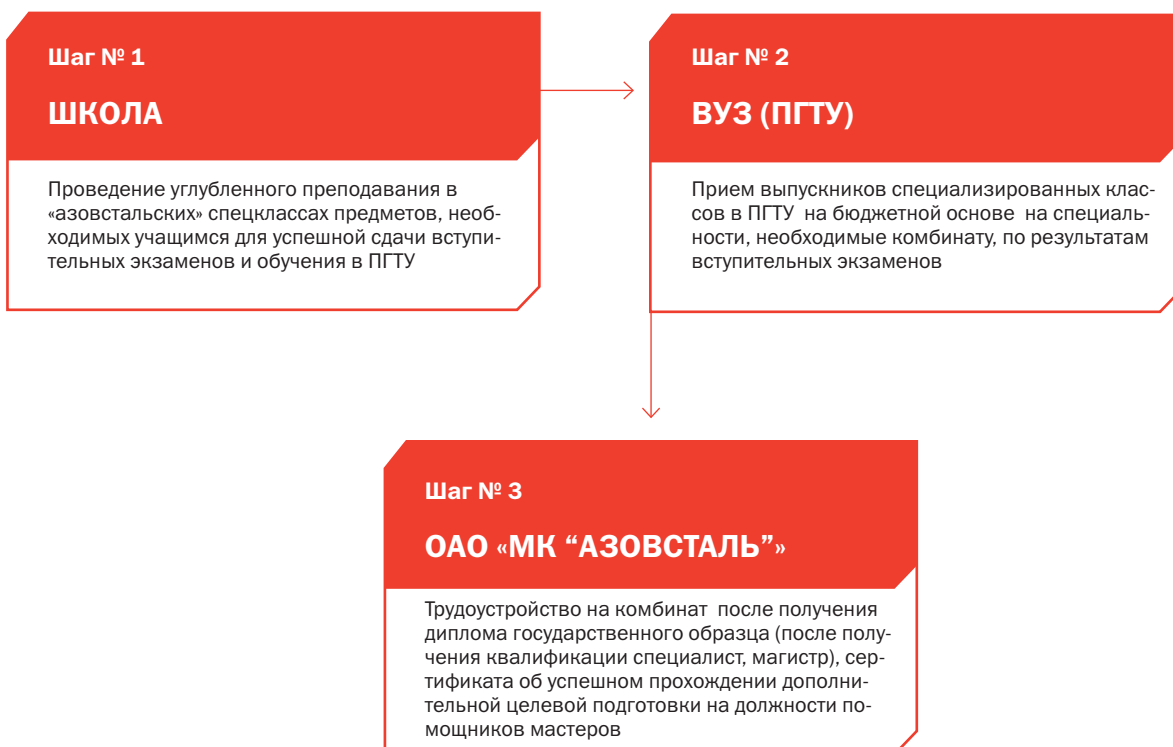 Шаг № 1
ШКОЛА
Проведение углубленного преподавания в
«азовстальских» спецклассах предметов, необ-
ходимых учащимся для успешной сдачи вступи-
тельных экзаменов и обучения в ПГТУ
Шаг № 2
ВУЗ (ПГТУ)
Прием выпускников специализированных клас-
сов в ПГТУ на бюджетной основе на специаль-
ности, необходимые комбинату, по результатам
вступительных экзаменов
Шаг № 3
ОАО «МК “АЗОВСТАЛЬ”»
Трудоустройство на комбинат после получения
диплома государственного образца (после полу-
чения квалификации специалист, магистр), сер-
тификата об успешном прохождении дополни-
тельной целевой подготовки на должности по-
мощников мастеров